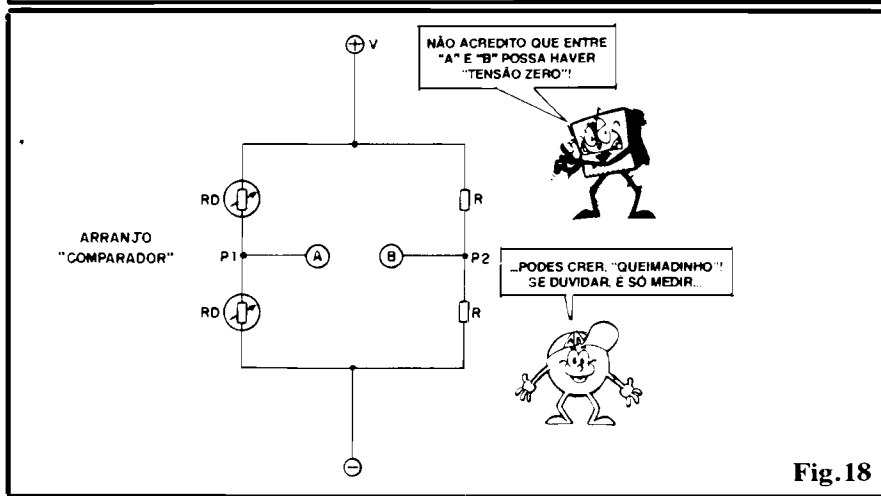 V
NÃO ACREDITO QUE ENTRE
"A" E "B" POSSA HAVER
"TENSÃO ZERO"!
RD
R
ARRANJO
"COMPARADOR"
P1
A
B
P2
...PODES CRER, "QUEIMADINHO"!
SE DUVIDAR, É SÓ MEDIR...
RD
R
Fig.18